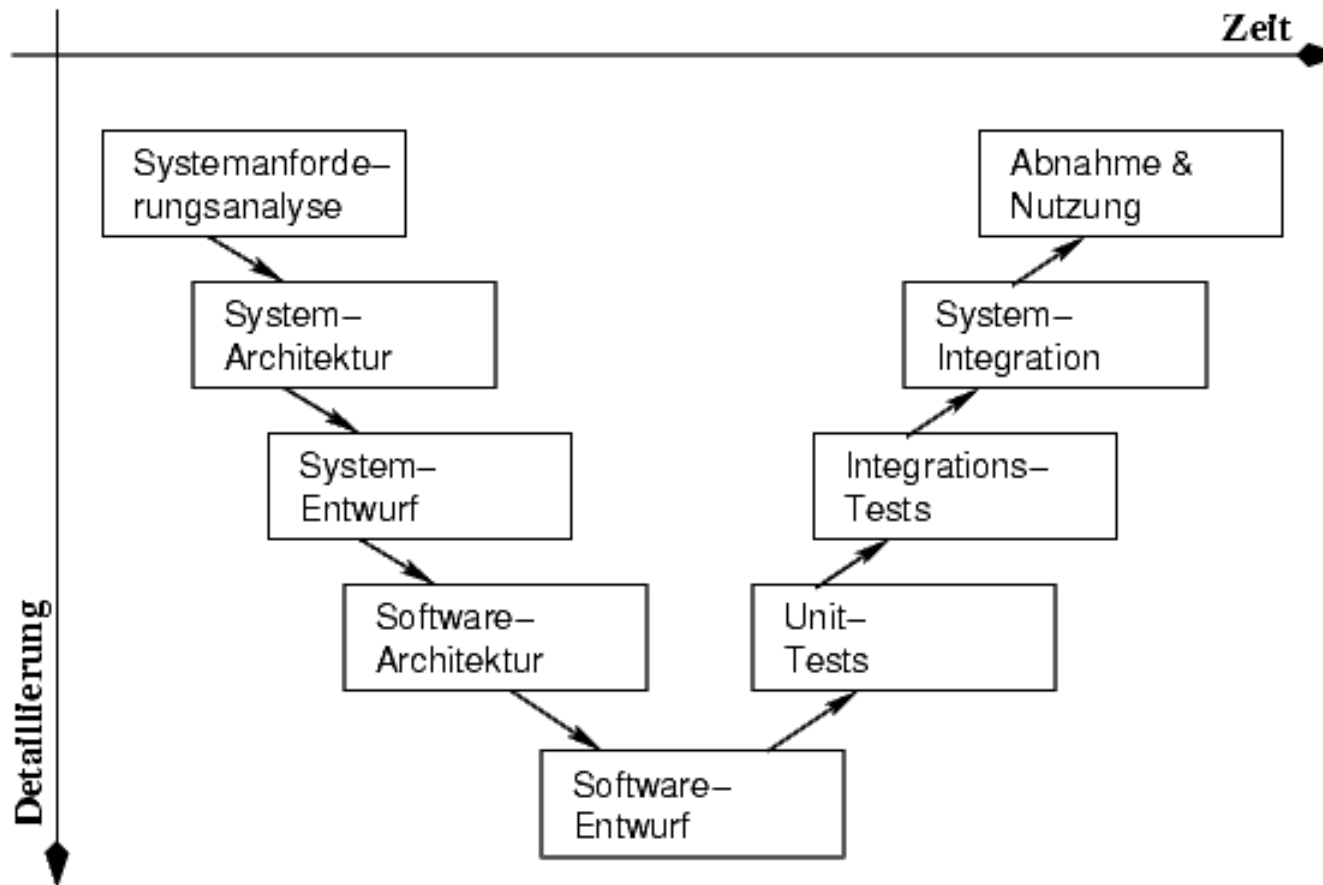 Zeit
Systemanforde–
rungsanalyse
Abnahme &
Nutzung
System–
Architektur
System–
Integration
System–
Entwurf
Integrations–
Tests
Software–
Architektur
Unit–
Tests
Software–
Entwurf
Detaillierung